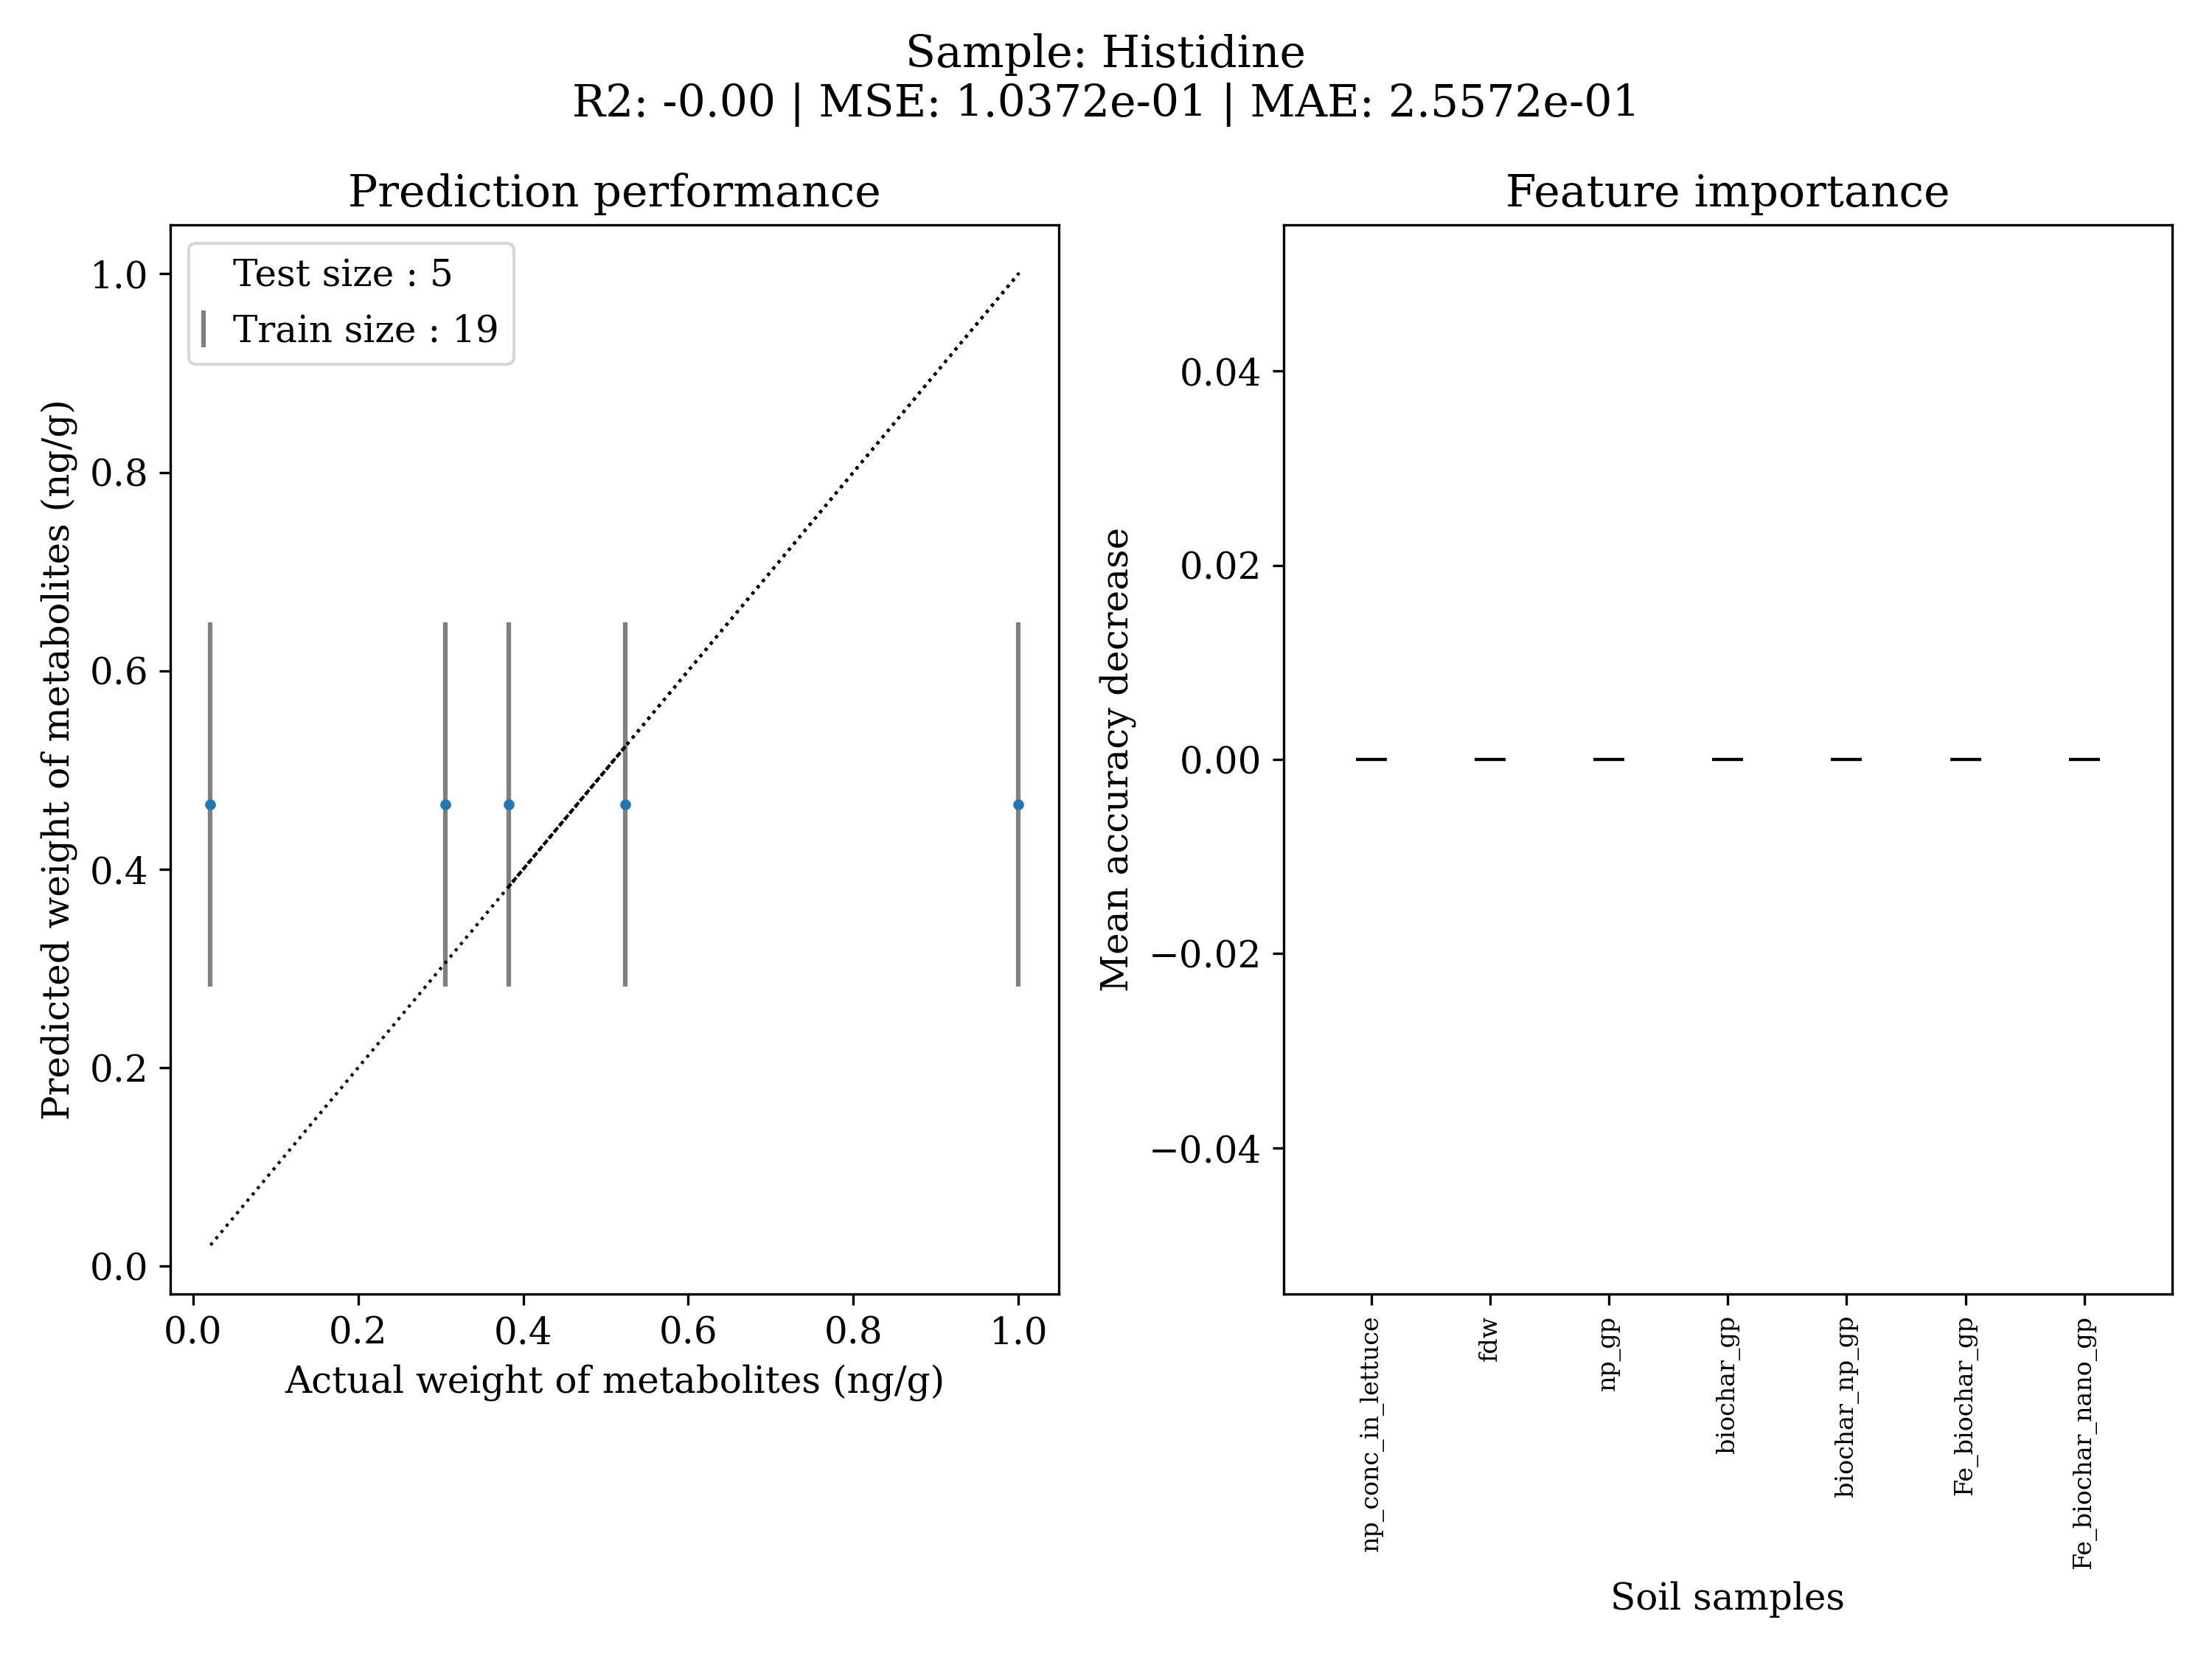 Sample: Histidine
R2: -0.00 | MSE: 1.0372e-01 | MAE: 2.5572e-01
Prediction performance
Test size : 5
Train size : 19
1.0
0.8
0.6
0.4
0.2
0.0
Predicted weight of metabolites (ng/g)
0.0 0.2 0.4 0.6 0.8 1.0
Actual weight of metabolites (ng/g)
Feature importance
0.04
0.02
0.00
−0.02
−0.04
Mean accuracy decrease
np_conc_in_lettuce
fdw
np_gp
biochar_gp
biochar_np_gp
Fe_biochar_gp
Fe_biochar_nano_gp
Soil samples